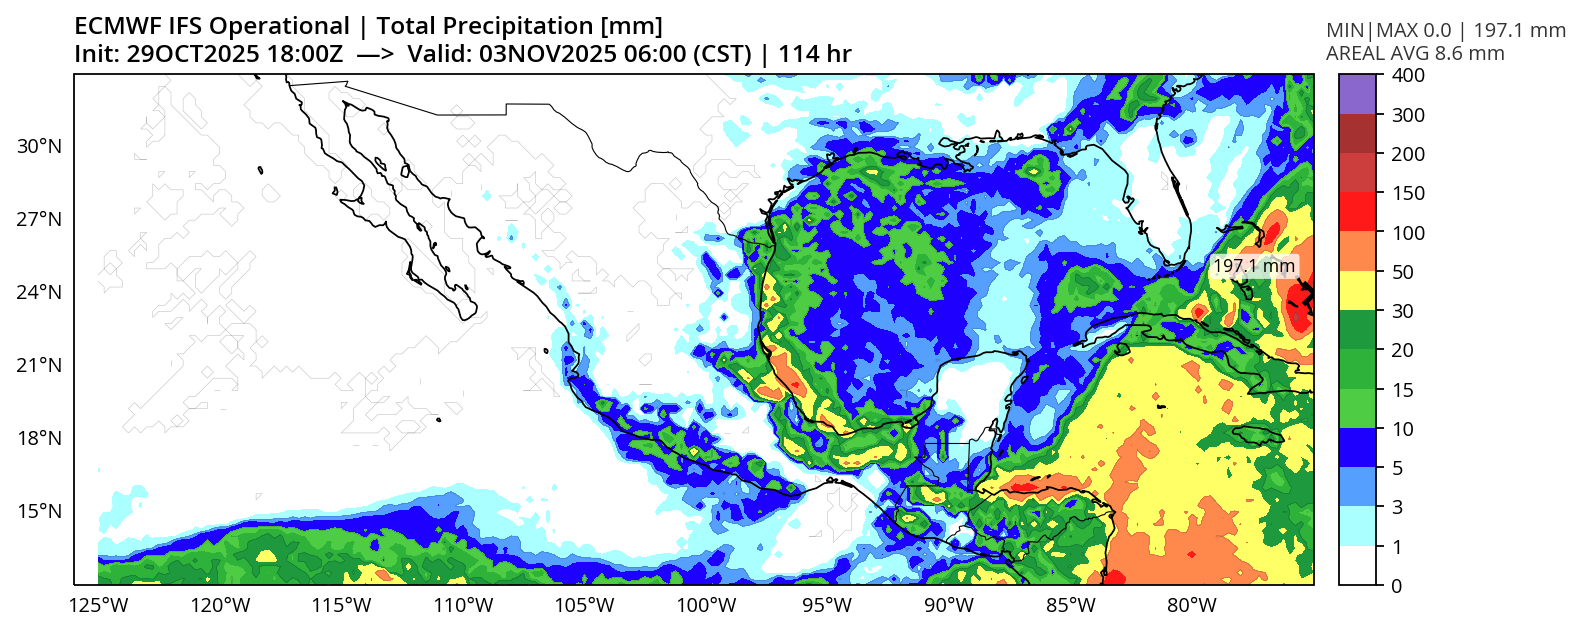 ECMWF IFS Operational | Total Precipitation [mm]
Init: 29OCT2025 18:00Z —> Valid: 03NOV2025 06:00 (CST) | 114 hr
MIN|MAX 0.0 | 197.1 mm
AREAL AVG 8.6 mm
400
300
200
150
100
50
30
20
15
10
5
3
1
0
30°N
27°N
24°N
21°N
18°N
15°N
197.1 mm
125°W
120°W
115°W
110°W
105°W
100°W
95°W
90°W
85°W
80°W